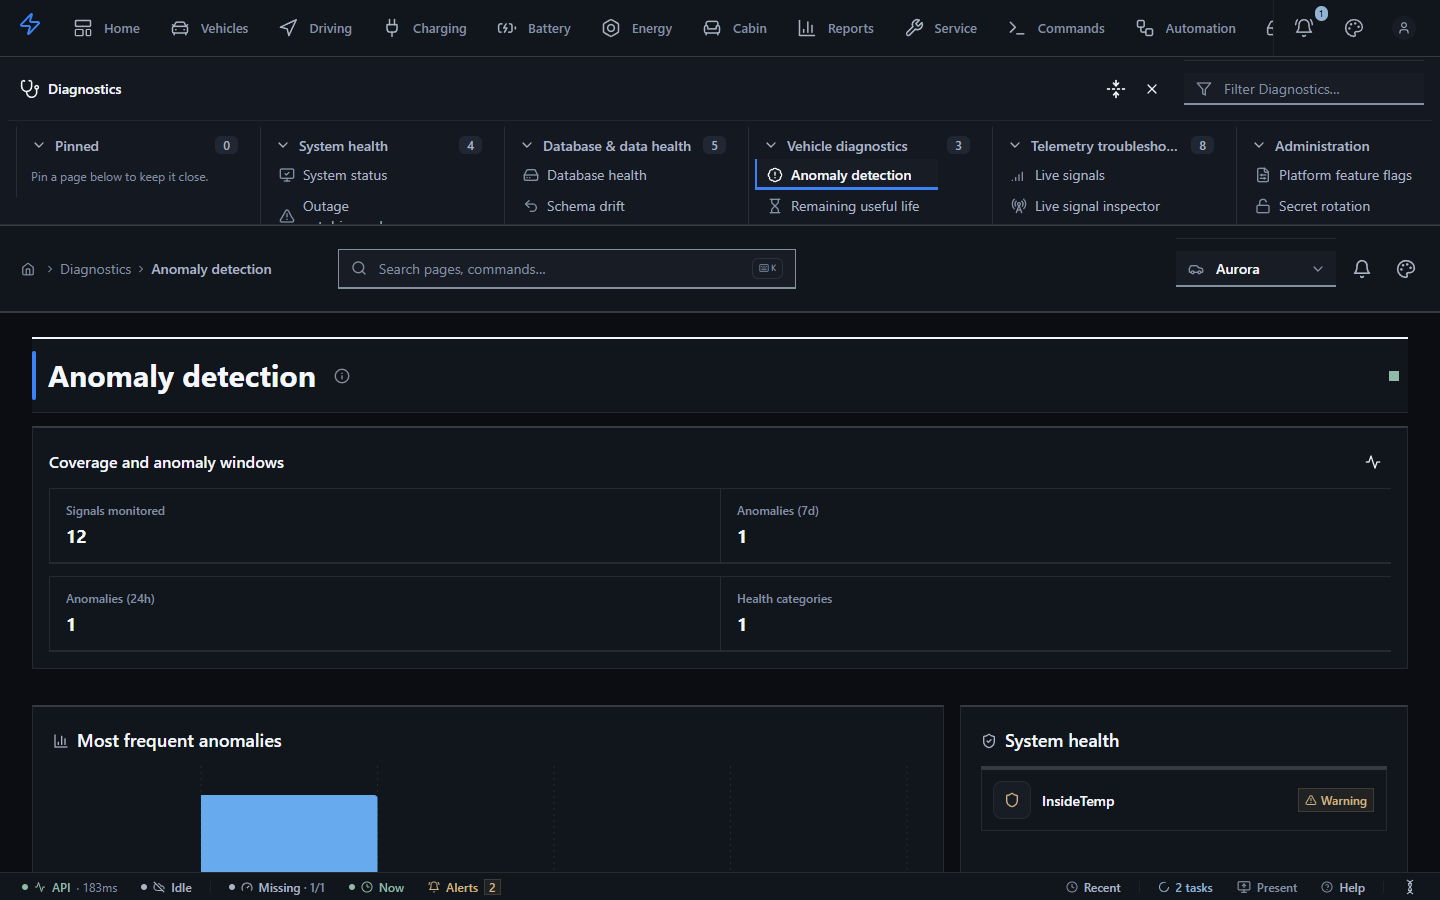 Home
Vehicles
Driving
Charging
Battery
Energy
Cabin
Reports
Service
Commands
Automation
1
Diagnostics
Filter Diagnostics...
Pinned 0
Pin a page below to keep it close.
System health 4
System status
Outage
Database & data health 5
Database health
Schema drift
Vehicle diagnostics 3
Anomaly detection
Remaining useful life
Telemetry troublesho... 8
Live signals
Live signal inspector
Administration
Platform feature flags
Secret rotation
Diagnostics
Anomaly detection
Search pages, commands...
K
Aurora
Anomaly detection
Coverage and anomaly windows
Signals monitored
12
Anomalies (7d)
1
Anomalies (24h)
1
Health categories
1
Most frequent anomalies
System health
InsideTemp
Warning
API · 183ms
Idle
Missing · 1/1
Now
Alerts 2
Recent
2 tasks
Present
Help